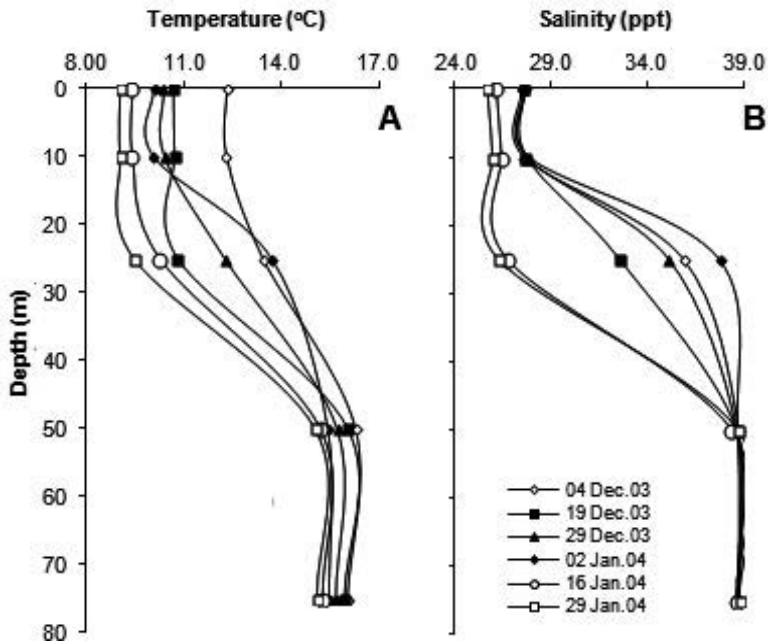 Temperature (ºC)
Salinity (ppt)
8.00 11.0 14.0 17.0
24.0 29.0 34.0 39.0
0
10
20
30
40
50
60
70
80
Depth (m)
A
B
04 Dec.03
19 Dec.03
29 Dec.03
02 Jan.04
16 Jan.04
29 Jan.04